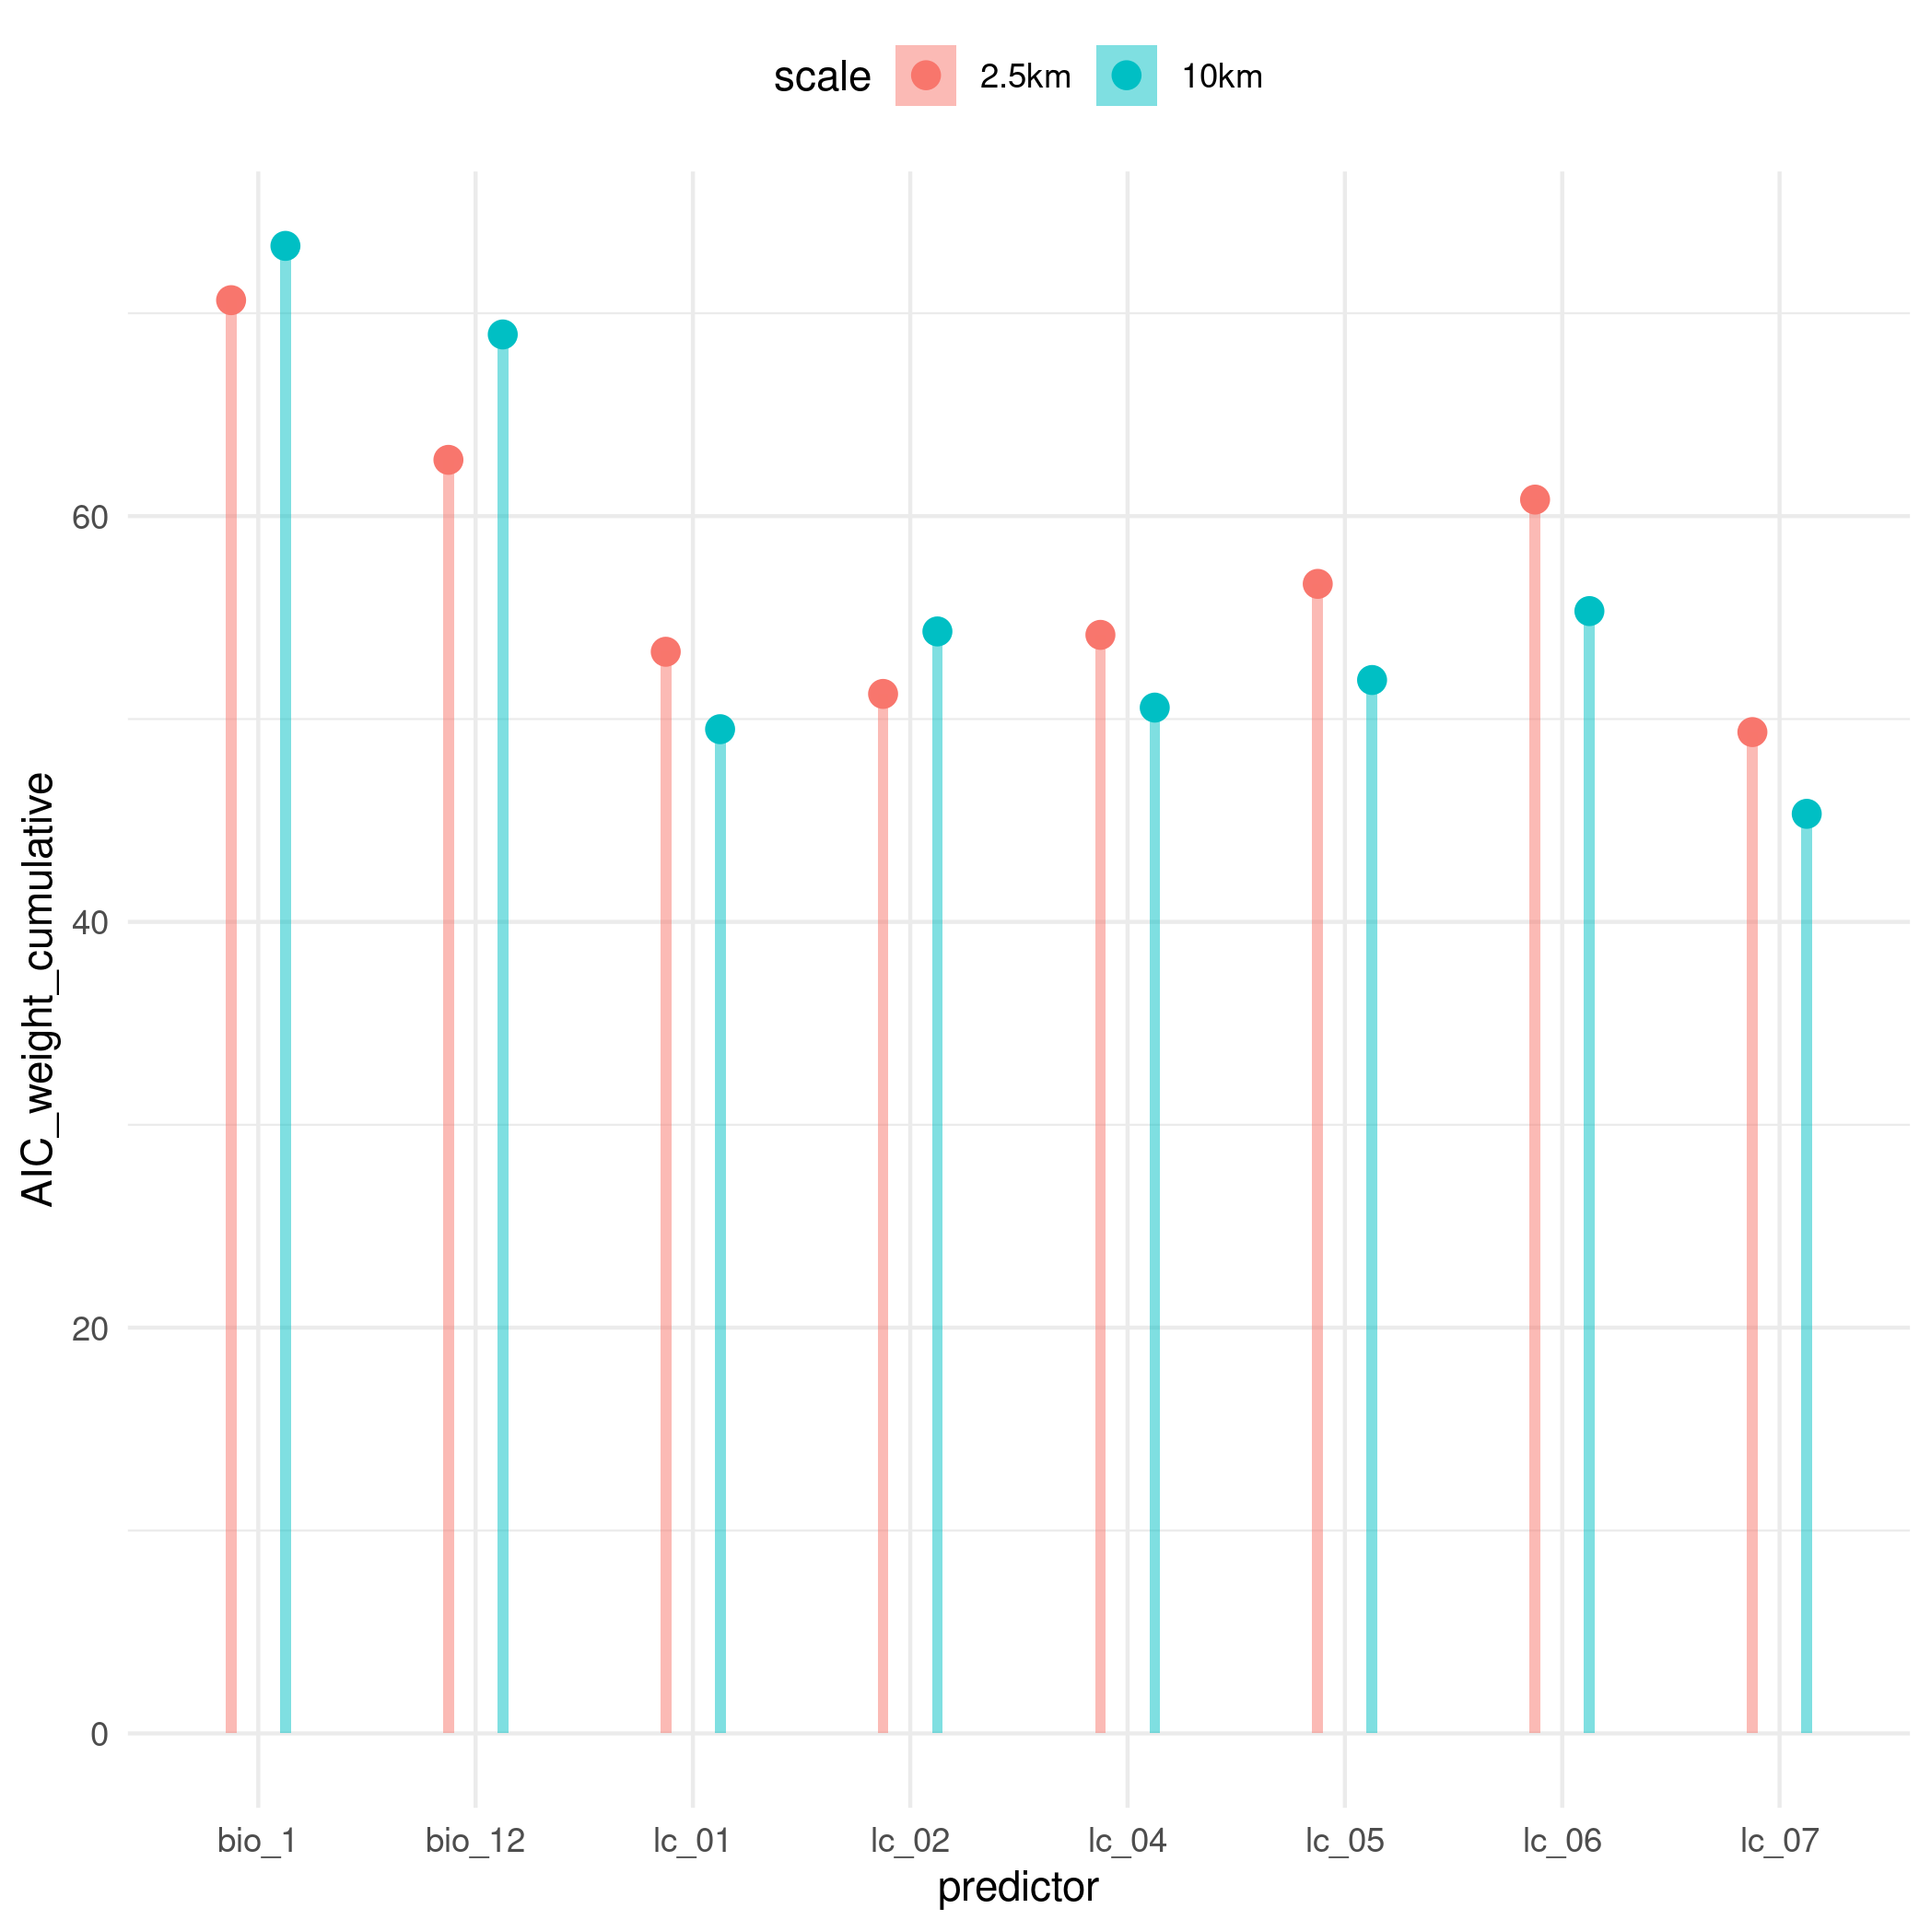 scale 2.5km 10km
AIC_weight_cumulative
60
40
20
0
bio_1 bio_12 lc_01 lc_02 lc_04 lc_05 lc_06 lc_07
predictor